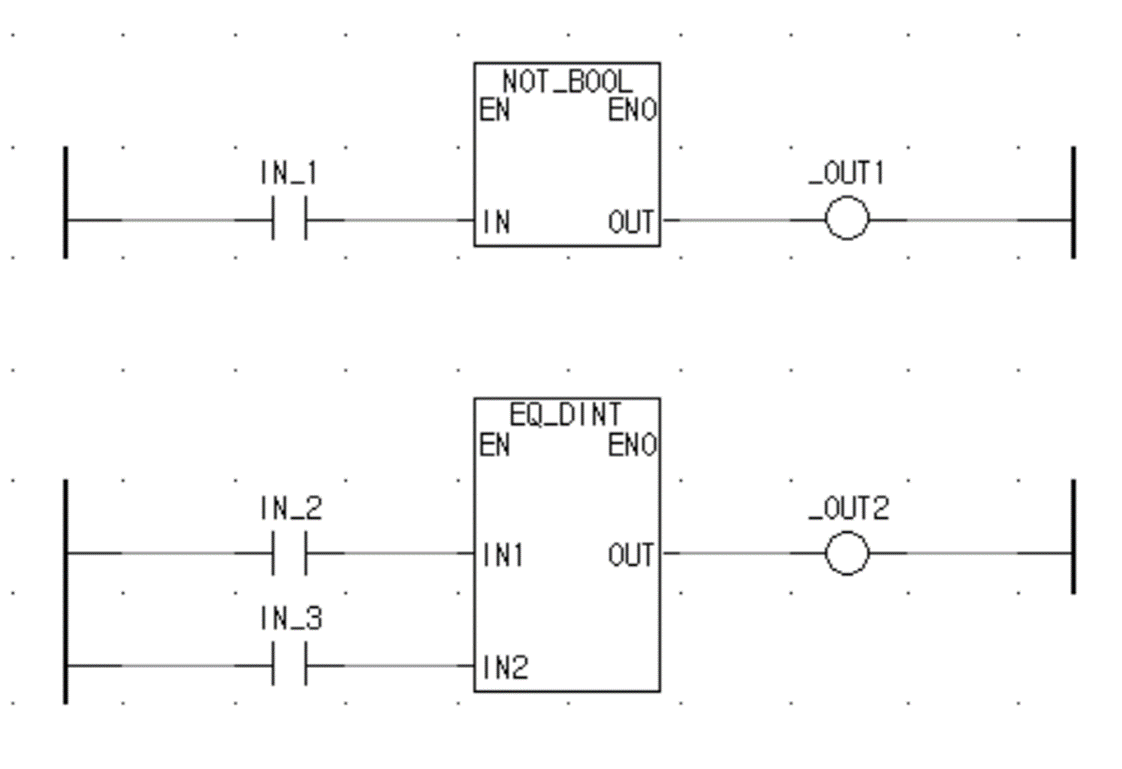 NOT_BOOL
EN ENO
IN_1 _OUT1
IN OUT
EQ_DINT
EN ENO
IN_2 _OUT2
IN1 OUT
IN_3
IN2